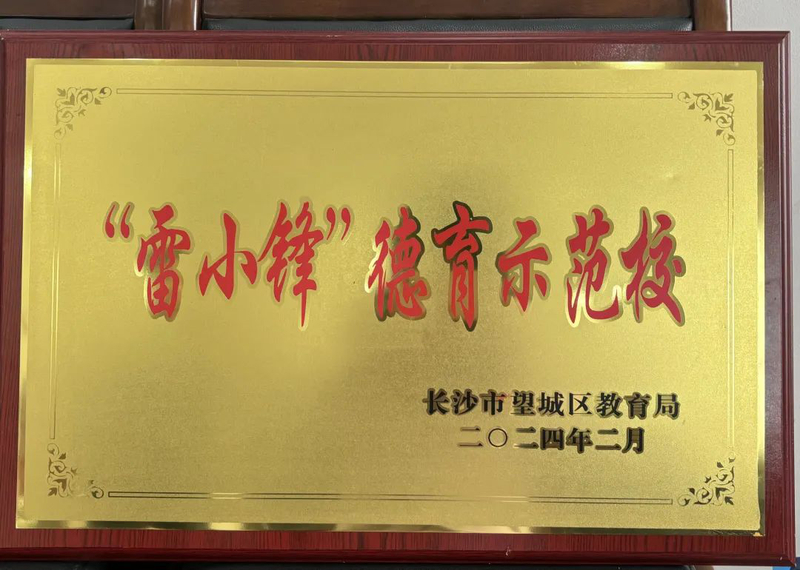 “雷小锋”德育示范校
长沙市望城区教育局
二〇二四年二月